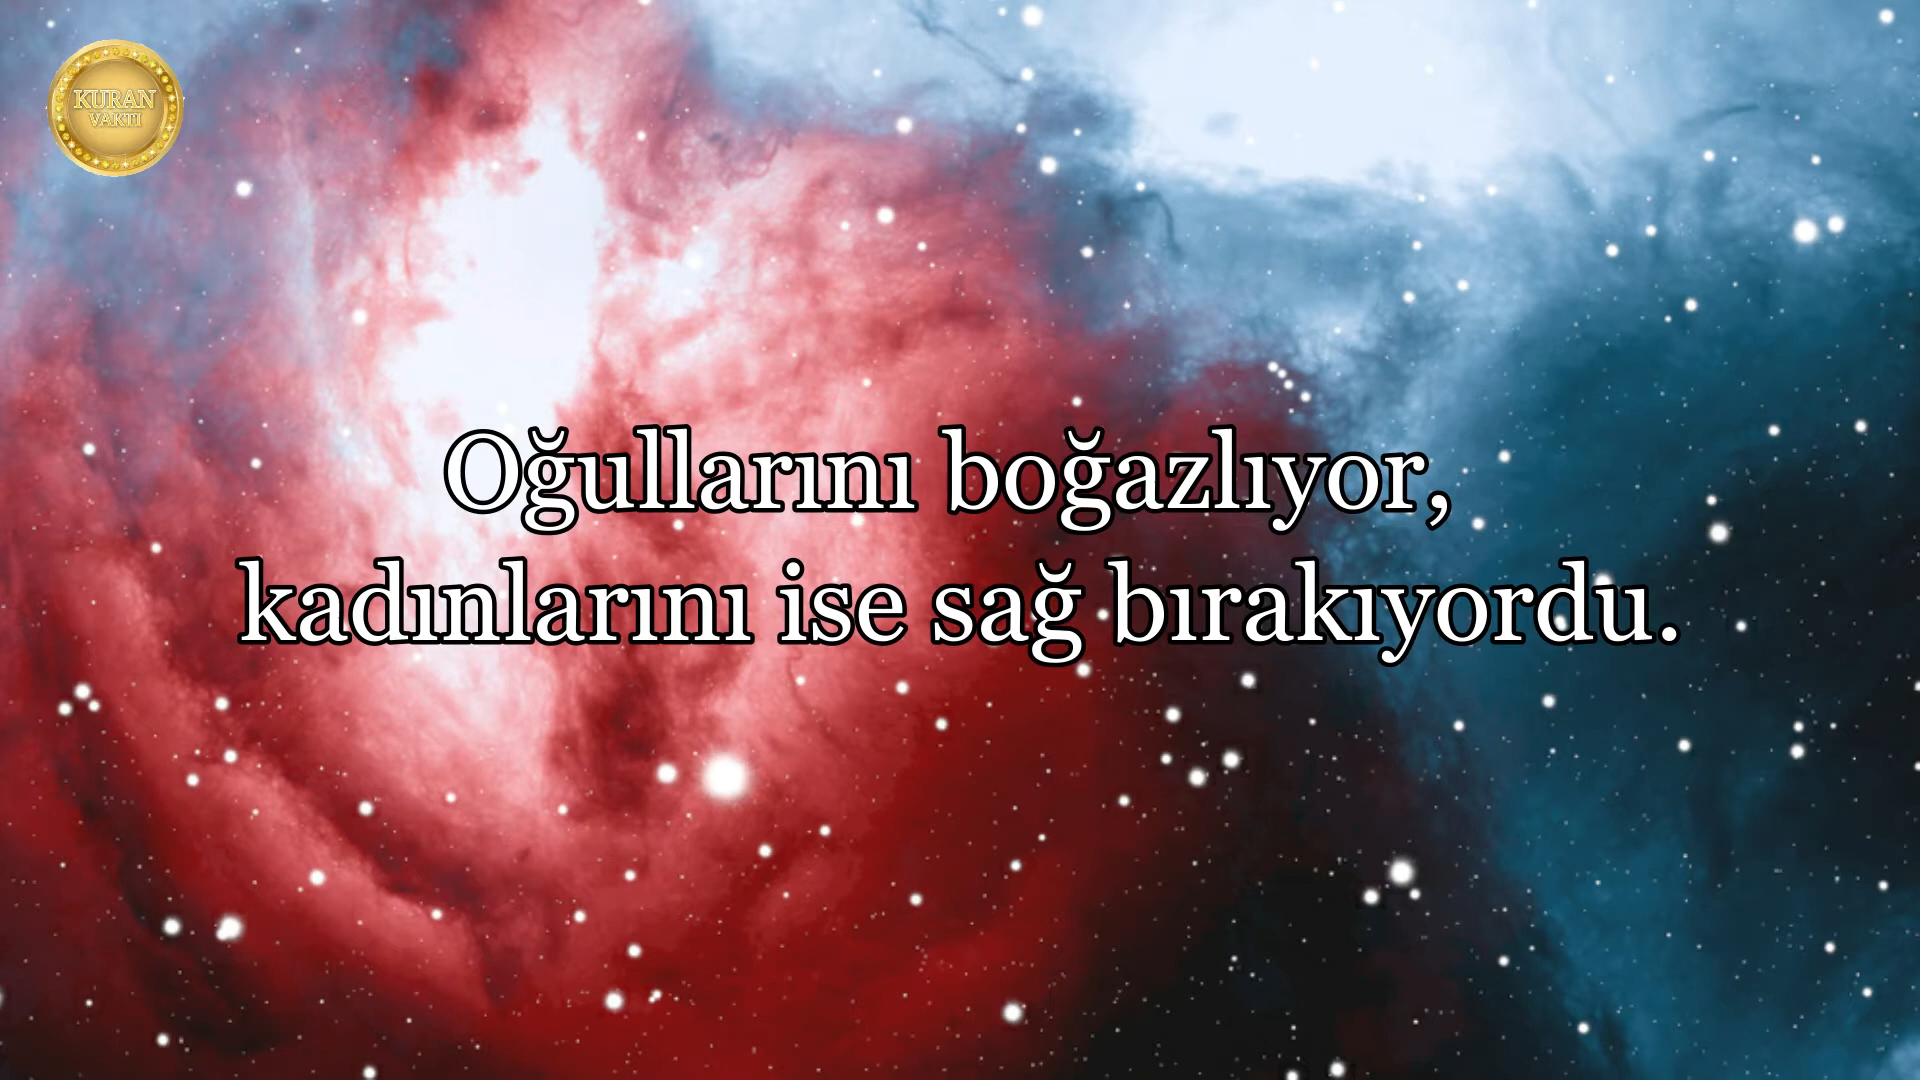 KURAN
VAKTI
Oğullarını boğazlıyor,
kadınlarını ise sağ bırakıyordu.